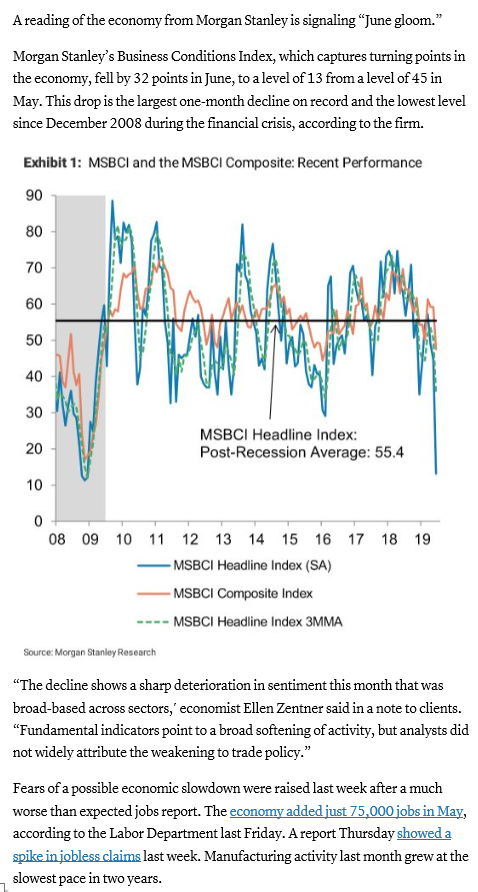 A reading of the economy from Morgan Stanley is signaling “June gloom.”
Morgan Stanley’s Business Conditions Index, which captures turning points in
the economy, fell by 32 points in June, to a level of 13 from a level of 45 in
May. This drop is the largest one-month decline on record and the lowest level
since December 2008 during the financial crisis, according to the firm.
Exhibit 1: MSBCI and the MSBCI Composite: Recent Performance
90
80
70
60
50
40
30
20
10
0
MSBCI Headline Index:
Post-Recession Average: 55.4
08 09 10 11 12 13 14 15 16 17 18 19
MSBCI Headline Index (SA)
MSBCI Composite Index
MSBCI Headline Index 3MMA
Source: Morgan Stanley Research
“The decline shows a sharp deterioration in sentiment this month that was
broad-based across sectors,′ economist Ellen Zentner said in a note to clients.
“Fundamental indicators point to a broad softening of activity, but analysts did
not widely attribute the weakening to trade policy.”
Fears of a possible economic slowdown were raised last week after a much
worse than expected jobs report. The economy added just 75,000 jobs in May,
according to the Labor Department last Friday. A report Thursday showed a
spike in jobless claims last week. Manufacturing activity last month grew at the
slowest pace in two years.